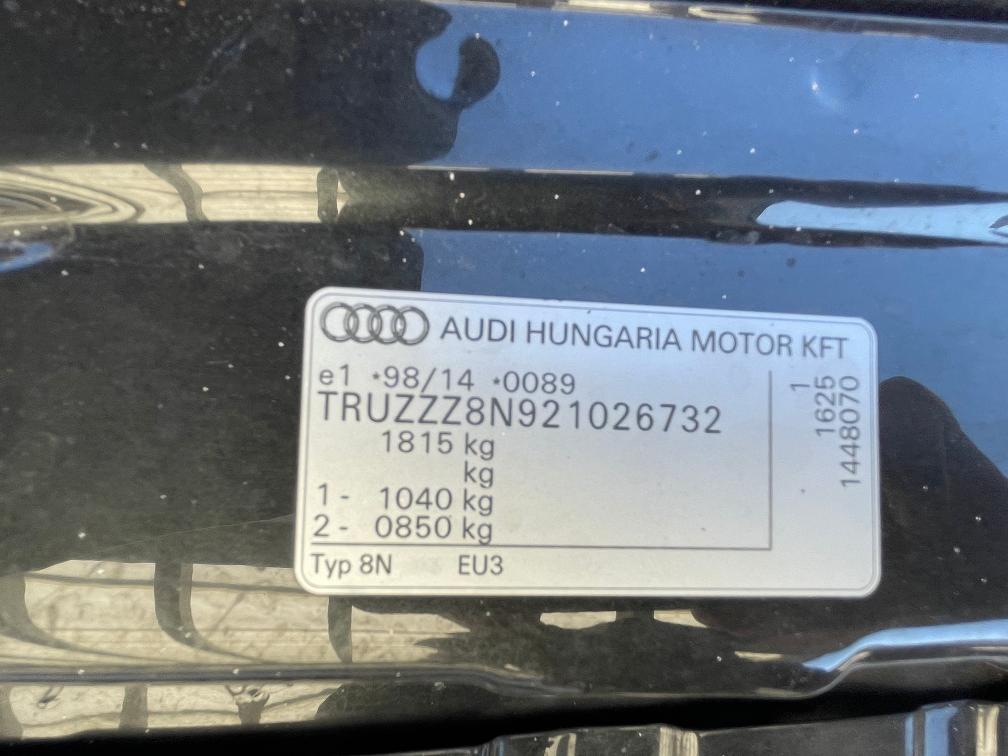 AUDI HUNGARIA MOTOR KFT
e1 *98/14 *0089
TRUZZZ8N921026732
1815 kg
kg
1 - 1040 kg
2 - 0850 kg
Typ 8N EU3
1
1625
1448070